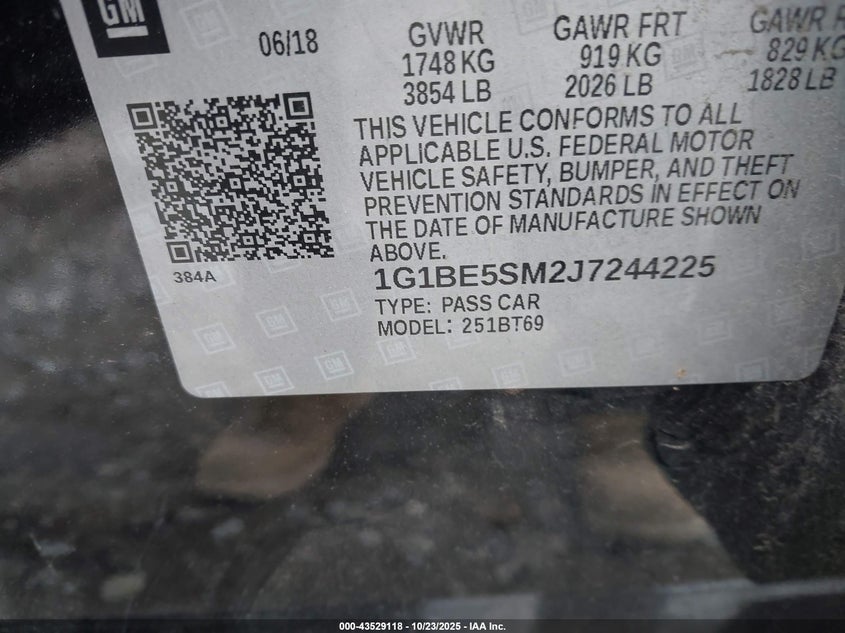 GM
06/18
GVWR GAWR FRT GAWR
1748 KG 919 KG 829 KG
3854 LB 2026 LB 1828 LB
THIS VEHICLE CONFORMS TO ALL
APPLICABLE U.S. FEDERAL MOTOR
VEHICLE SAFETY, BUMPER, AND THEFT
PREVENTION STANDARDS IN EFFECT ON
THE DATE OF MANUFACTURE SHOWN
ABOVE.
384A
1G1BE5SM2J7244225
TYPE: PASS CAR
MODEL: 251BT69
000-43529118 - 10/23/2025 - IAA Inc.